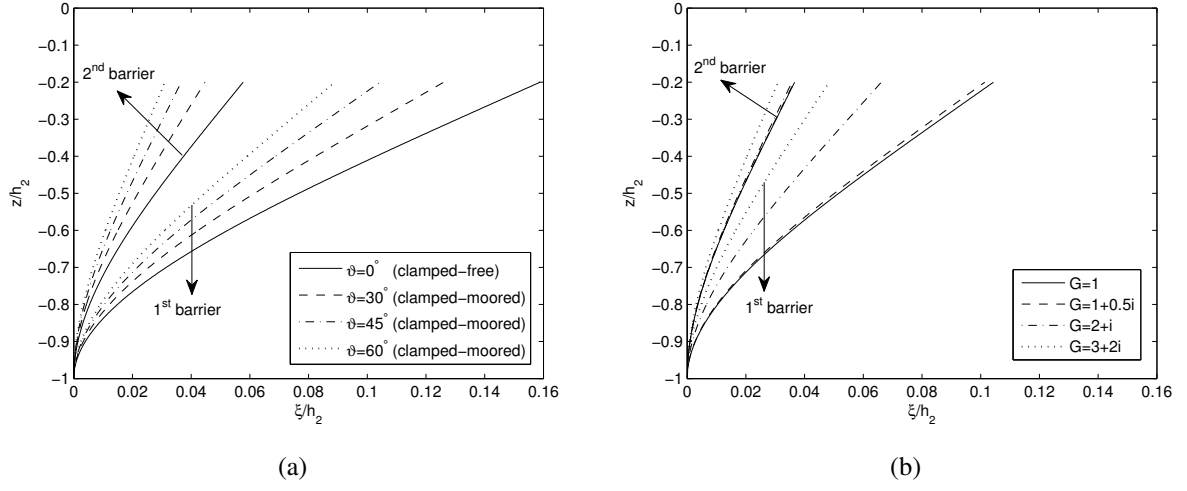 0
−0.1
−0.2
−0.3
−0.4
−0.5
−0.6
−0.7
−0.8
−0.9
−1
z/h2
2nd barrier
1st barrier
ϑ=0° (clamped-free)
ϑ=30° (clamped-moored)
ϑ=45° (clamped-moored)
ϑ=60° (clamped-moored)
0 0.02 0.04 0.06 0.08 0.1 0.12 0.14 0.16
ξ/h2
(a)
0
−0.1
−0.2
−0.3
−0.4
−0.5
−0.6
−0.7
−0.8
−0.9
−1
z/h2
2nd barrier
1st barrier
G=1
G=1+0.5i
G=2+i
G=3+2i
0 0.02 0.04 0.06 0.08 0.1 0.12 0.14 0.16
ξ/h2
(b)